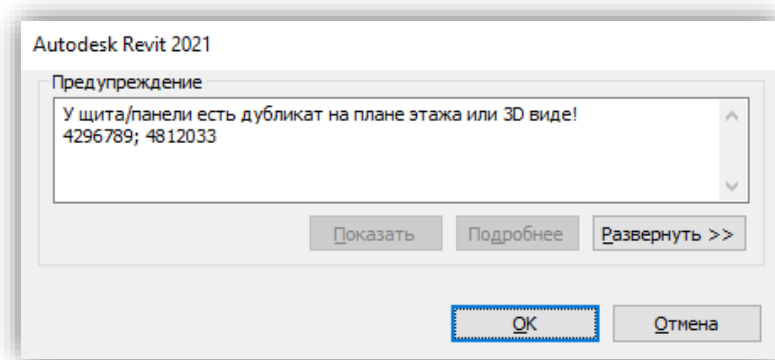 Autodesk Revit 2021
Предупреждение
У щита/панели есть дубликат на плане этажа или 3D виде!
4296789; 4812033
Показать
Подробнее
Развернуть >>
OK
Отмена